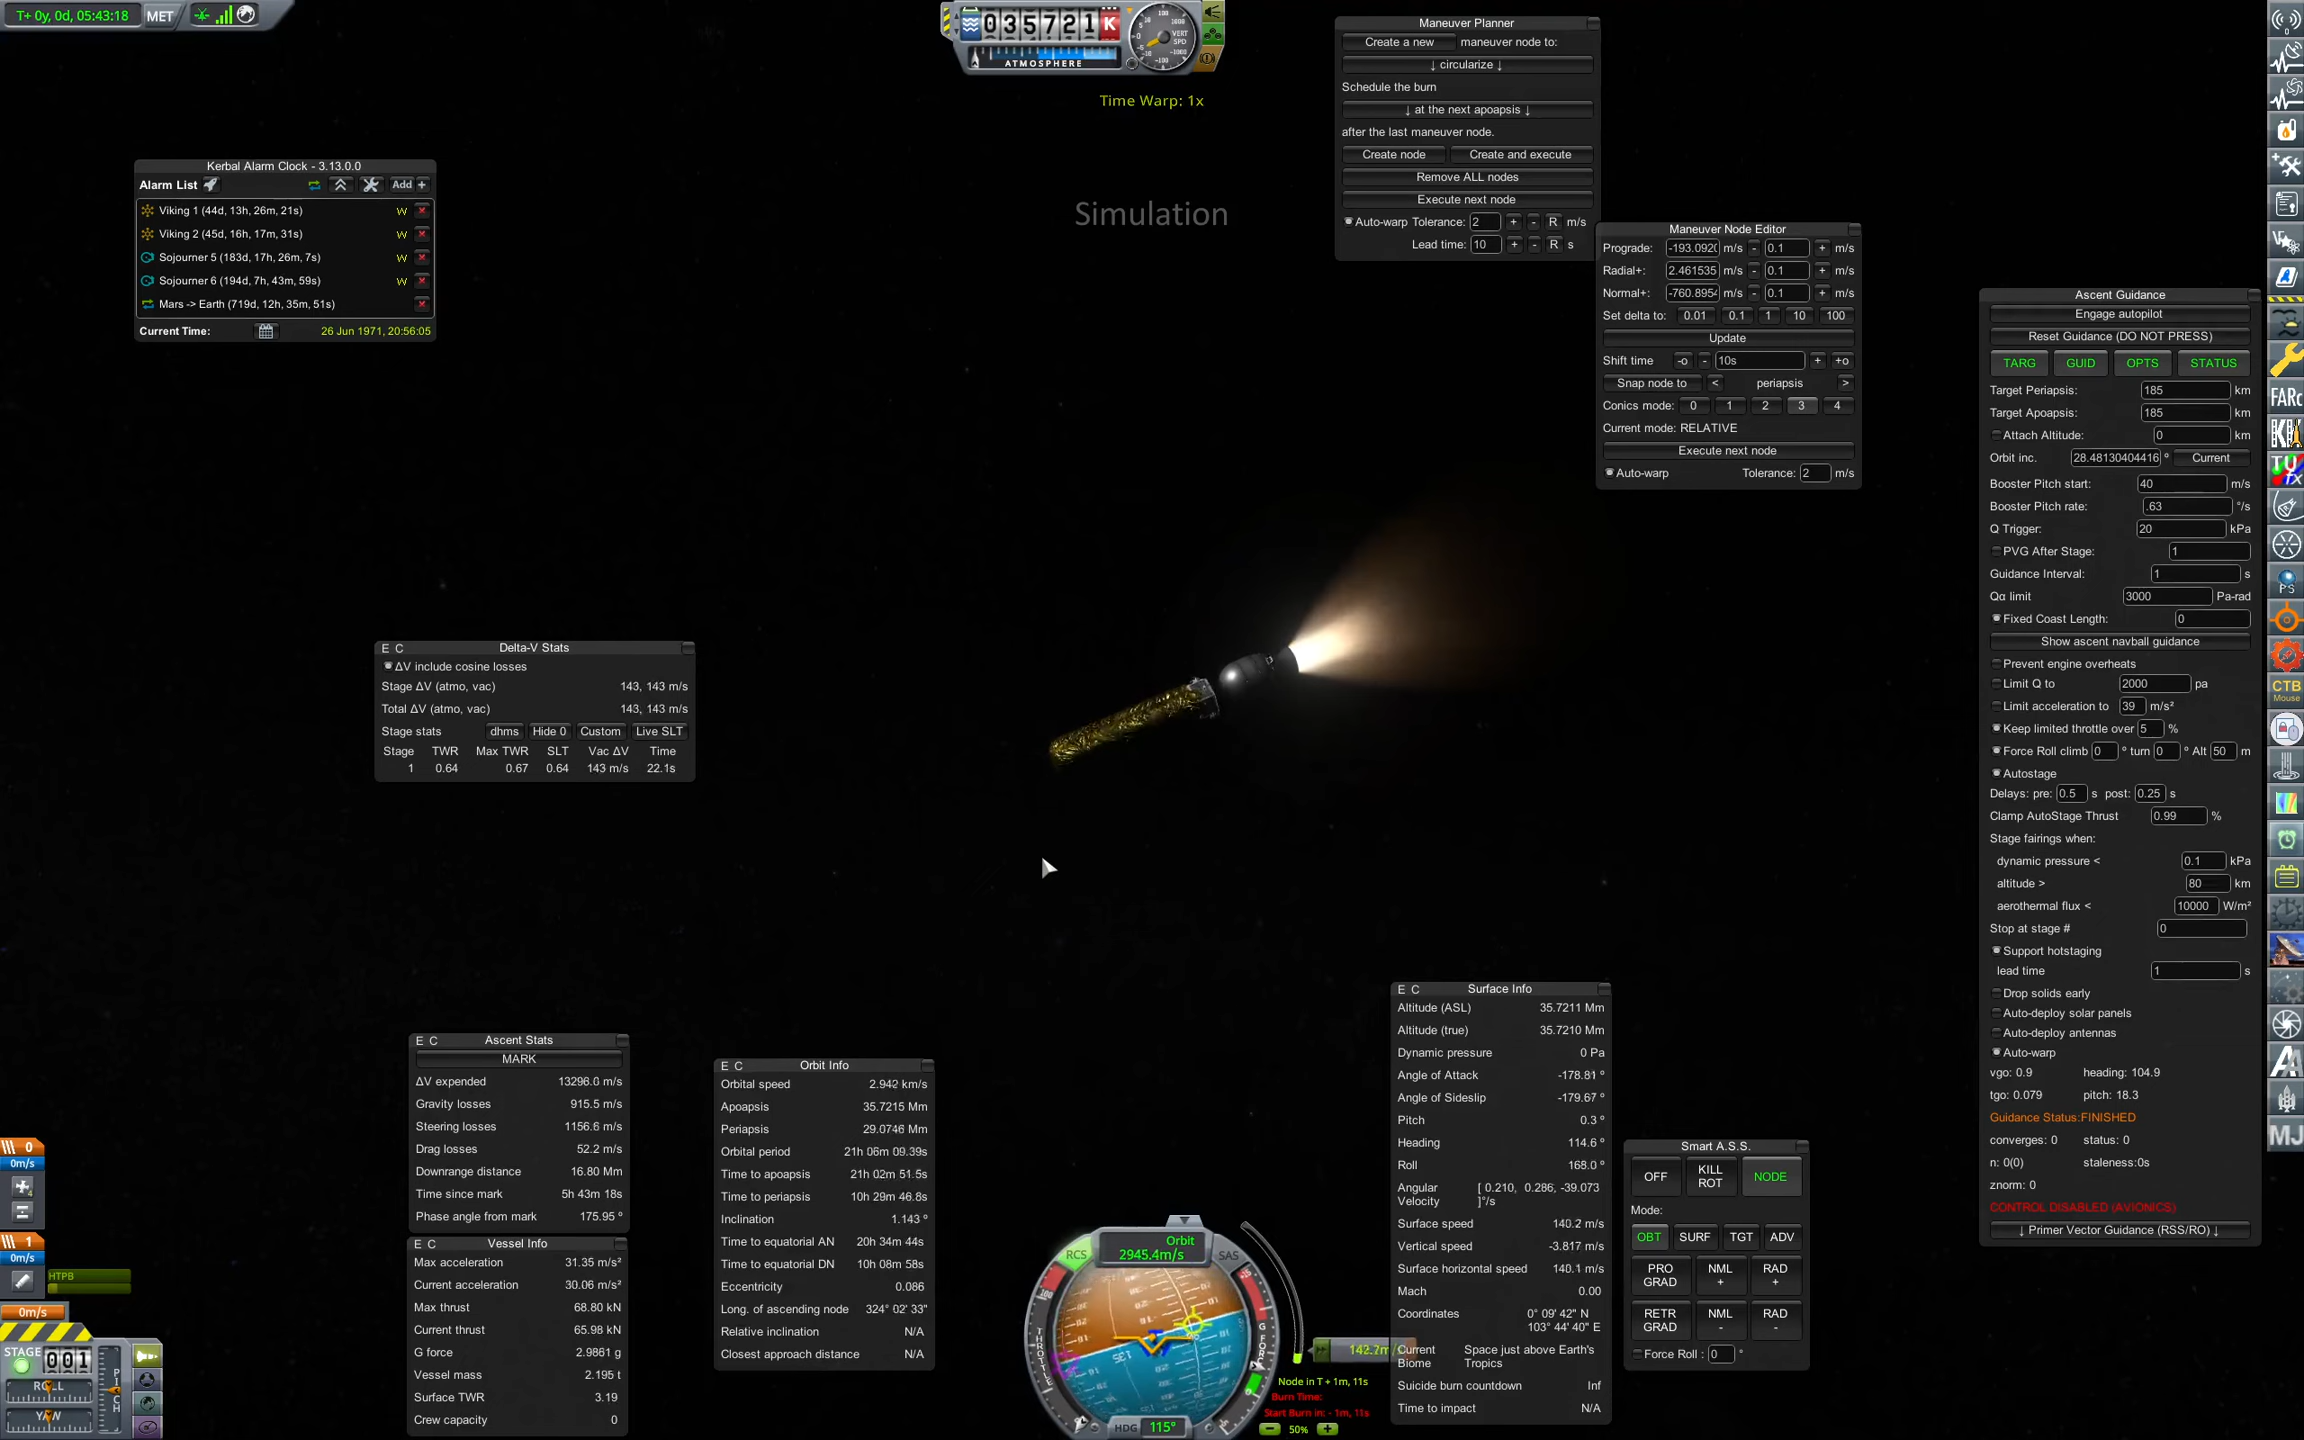 T+ 0y, 0d, 05:43:18 MET
035721 K
VERT SPD
ATMOSPHERE
Time Warp: 1x
Simulation
Kerbal Alarm Clock - 3.13.0.0
Alarm List Add +
Viking 1 (44d, 13h, 26m, 21s) W
Viking 2 (45d, 16h, 17m, 31s) W
Sojourner 5 (183d, 17h, 26m, 7s) W
Sojourner 6 (194d, 7h, 43m, 59s) W
Mars -> Earth (719d, 12h, 35m, 51s)
Current Time: 26 Jun 1971, 20:56:05
Maneuver Planner
Create a new maneuver node to:
↓ circularize ↓
Schedule the burn
↓ at the next apoapsis ↓
after the last maneuver node.
Create node Create and execute
Remove ALL nodes
Execute next node
Auto-warp Tolerance: 2 + - R m/s
Lead time: 10 + - R s
Maneuver Node Editor
Prograde: -193.092 m/s - 0.1 + m/s
Radial+: 2.461535 m/s - 0.1 + m/s
Normal+: -760.895 m/s - 0.1 + m/s
Set delta to: 0.01 0.1 1 10 100
Update
Shift time -o - 10s + +o
Snap node to < periapsis >
Conics mode: 0 1 2 3 4
Current mode: RELATIVE
Execute next node
Auto-warp Tolerance: 2 m/s
Ascent Guidance
Engage autopilot
Reset Guidance (DO NOT PRESS)
TARG GUID OPTS STATUS
Target Periapsis: 185 km
Target Apoapsis: 185 km
Attach Altitude: 0 km
Orbit inc. 28.48130404416 º Current
Booster Pitch start: 40 m/s
Booster Pitch rate: .63 °/s
Q Trigger: 20 kPa
PVG After Stage: 1
Guidance Interval: 1 s
Qα limit 3000 Pa-rad
Fixed Coast Length: 0
Show ascent navball guidance
Prevent engine overheats
Limit Q to 2000 pa
Limit acceleration to 39 m/s²
Keep limited throttle over 5 %
Force Roll climb 0 º turn 0 º Alt 50 m
Autostage
Delays: pre: 0.5 s post: 0.25 s
Clamp AutoStage Thrust 0.99 %
Stage fairings when:
dynamic pressure < 0.1 kPa
altitude > 80 km
aerothermal flux < 10000 W/m²
Stop at stage # 0
Support hotstaging
lead time 1 s
Drop solids early
Auto-deploy solar panels
Auto-deploy antennas
Auto-warp
vgo: 0.9 heading: 104.9
tgo: 0.079 pitch: 18.3
Guidance Status:FINISHED
converges: 0 status: 0
n: 0(0) staleness:0s
znorm: 0
CONTROL DISABLED (AVIONICS)
↓ Primer Vector Guidance (RSS/RO) ↓
FARc
PS
CTB
Mouse
MJ
E C Delta-V Stats
ΔV include cosine losses
Stage ΔV (atmo, vac) 143, 143 m/s
Total ΔV (atmo, vac) 143, 143 m/s
Stage stats dhms Hide 0 Custom Live SLT
Stage TWR Max TWR SLT Vac ΔV Time
1 0.64 0.67 0.64 143 m/s 22.1s
E C Ascent Stats
MARK
ΔV expended 13296.0 m/s
Gravity losses 915.5 m/s
Steering losses 1156.6 m/s
Drag losses 52.2 m/s
Downrange distance 16.80 Mm
Time since mark 5h 43m 18s
Phase angle from mark 175.95 º
E C Vessel Info
Max acceleration 31.35 m/s²
Current acceleration 30.06 m/s²
Max thrust 68.80 kN
Current thrust 65.98 kN
G force 2.9861 g
Vessel mass 2.195 t
Surface TWR 3.19
Crew capacity 0
E C Orbit Info
Orbital speed 2.942 km/s
Apoapsis 35.7215 Mm
Periapsis 29.0746 Mm
Orbital period 21h 06m 09.39s
Time to apoapsis 21h 02m 51.5s
Time to periapsis 10h 29m 46.8s
Inclination 1.143 º
Time to equatorial AN 20h 34m 44s
Time to equatorial DN 10h 08m 58s
Eccentricity 0.086
Long. of ascending node 324° 02' 33"
Relative inclination N/A
Closest approach distance N/A
E C Surface Info
Altitude (ASL) 35.7211 Mm
Altitude (true) 35.7210 Mm
Dynamic pressure 0 Pa
Angle of Attack -178.81 º
Angle of Sideslip -179.67 º
Pitch 0.3 º
Heading 114.6 º
Roll 168.0 º
Angular Velocity [ 0.210, 0.286, -39.073 ]°/s
Surface speed 140.2 m/s
Vertical speed -3.817 m/s
Surface horizontal speed 140.1 m/s
Mach 0.00
Coordinates 0° 09' 42" N
103° 44' 40" E
Current Biome Space just above Earth's Tropics
Suicide burn countdown Inf
Time to impact N/A
Smart A.S.S.
OFF KILL ROT NODE
Mode:
OBT SURF TGT ADV
PRO GRAD NML + RAD +
RETR GRAD NML - RAD -
Force Roll : 0 °
0
0m/s
1
0m/s
HTPB
0m/s
STAGE 001
ROLL
YAW
PITCH
RCS Orbit SAS
2945.4m/s
THROTTLE
G FORCE
HDG 115°
142.2m/s
Node in T + 1m, 11s
Burn Time:
Start Burn in: - 1m, 11s
50%